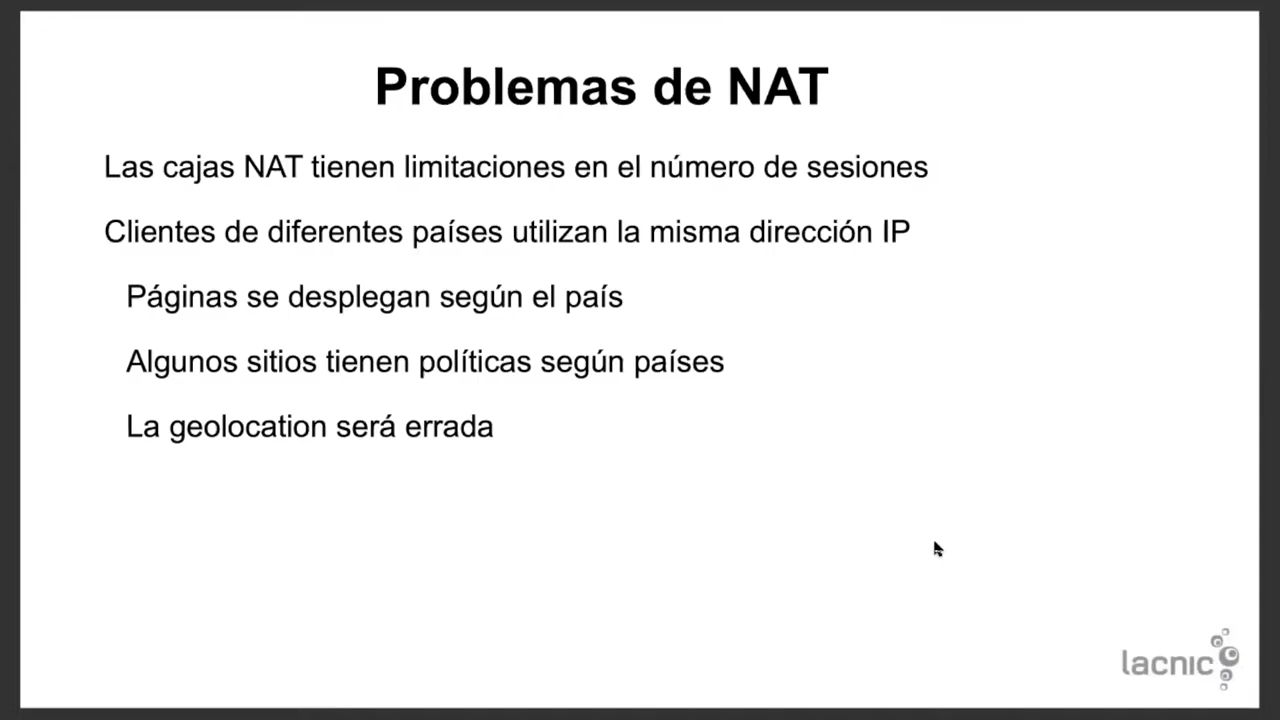 Problemas de NAT
Las cajas NAT tienen limitaciones en el número de sesiones
Clientes de diferentes países utilizan la misma dirección IP
Páginas se desplegan según el país
Algunos sitios tienen políticas según países
La geolocation será errada
lacnic